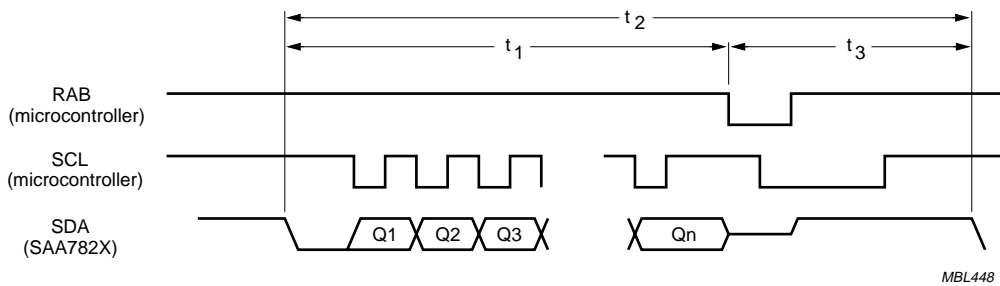 t2
t1
t3
RAB
(microcontroller)
SCL
(microcontroller)
SDA
(SAA782X)
Q1
Q2
Q3
Qn
MBL448